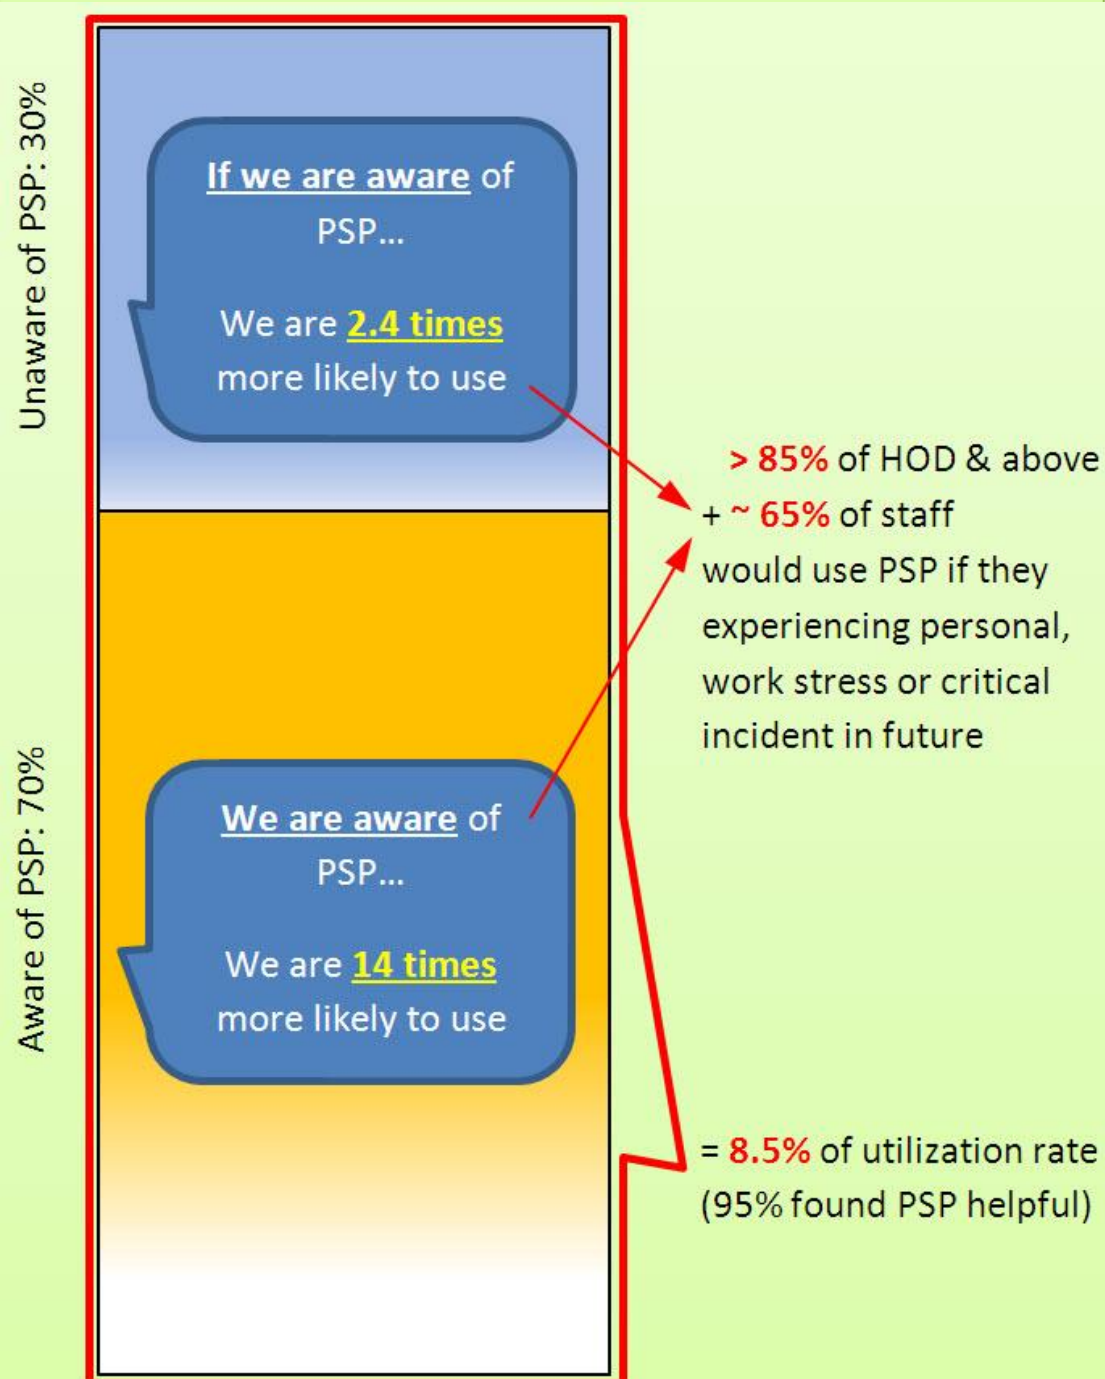 Unaware of PSP: 30%
If we are aware of
PSP...
We are 2.4 times
more likely to use
> 85% of HOD & above
+ ~ 65% of staff
would use PSP if they
experiencing personal,
work stress or critical
incident in future
Aware of PSP: 70%
We are aware of
PSP...
We are 14 times
more likely to use
= 8.5% of utilization rate
(95% found PSP helpful)